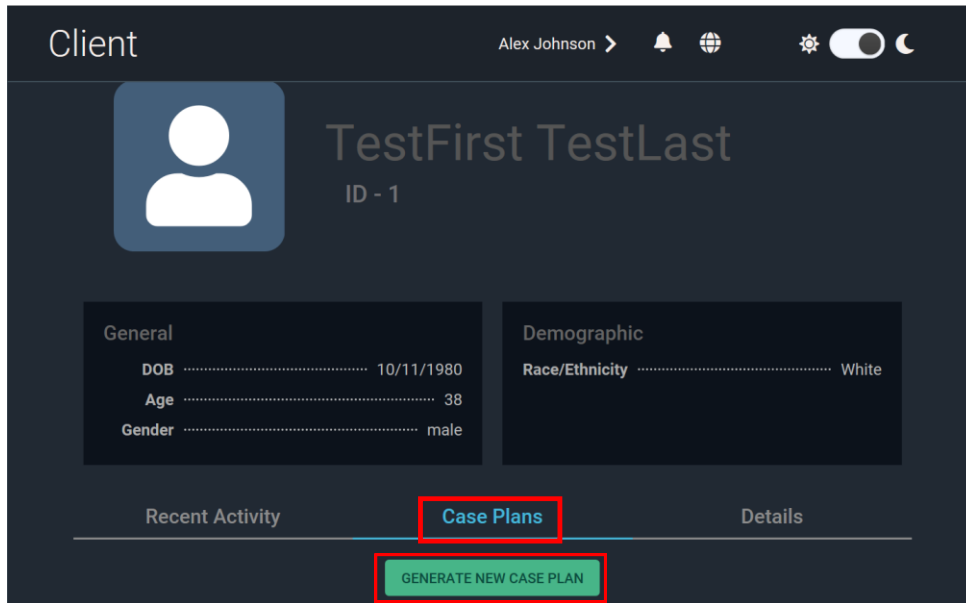 Client
Alex Johnson
TestFirst TestLast
ID - 1
General
DOB 10/11/1980
Age 38
Gender male
Demographic
Race/Ethnicity White
Recent Activity Case Plans Details
GENERATE NEW CASE PLAN